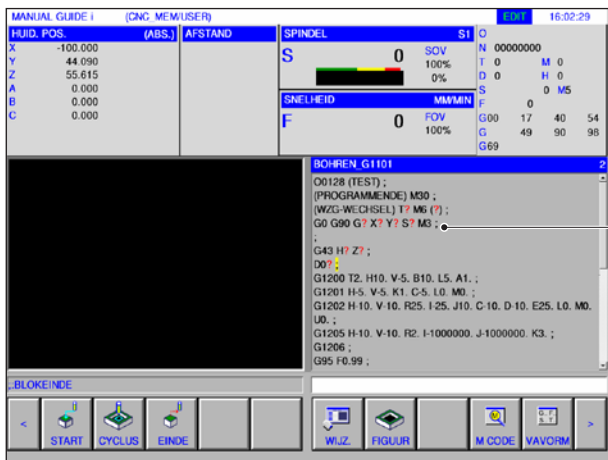 MANUAL GUIDE i (CNC_MEM/USER) EDIT 16:02:29
HUID. POS. (ABS.) AFSTAND
X -100.000
Y 44.090
Z 55.615
A 0.000
B 0.000
C 0.000
SPINDEL S1
S 0 SOV
100%
0%
SNELHEID MM/MIN
F 0 FOV
100%
O
N 00000000
T 0 M 0
D 0 H 0
S 0 M5
F 0
G00 17 40 54
G 49 90 98
G69
BOHREN_G1101 2
O0128 (TEST) ;
(PROGRAMMENDE) M30 ;
(WZG-WECHSEL) T? M6 (?) ;
G0 G90 G? X? Y? S? M3 ;
;
G43 H? Z? ;
D0? ;
G1200 T2. H10. V-5. B10. L5. A1. ;
G1201 H-5. V-5. K1. C-5. L0. M0. ;
G1202 H-10. V-10. R25. I-25. J10. C-10. D-10. E25. L0. M0.
U0. ;
G1205 H-10. V-10. R2. I-1000000. J-1000000. K3. ;
G1206 ;
G95 F0.99 ;
;:BLOKEINDE
< START CYCLUS EINDE WIJZ. FIGUUR M CODE VAVORM >